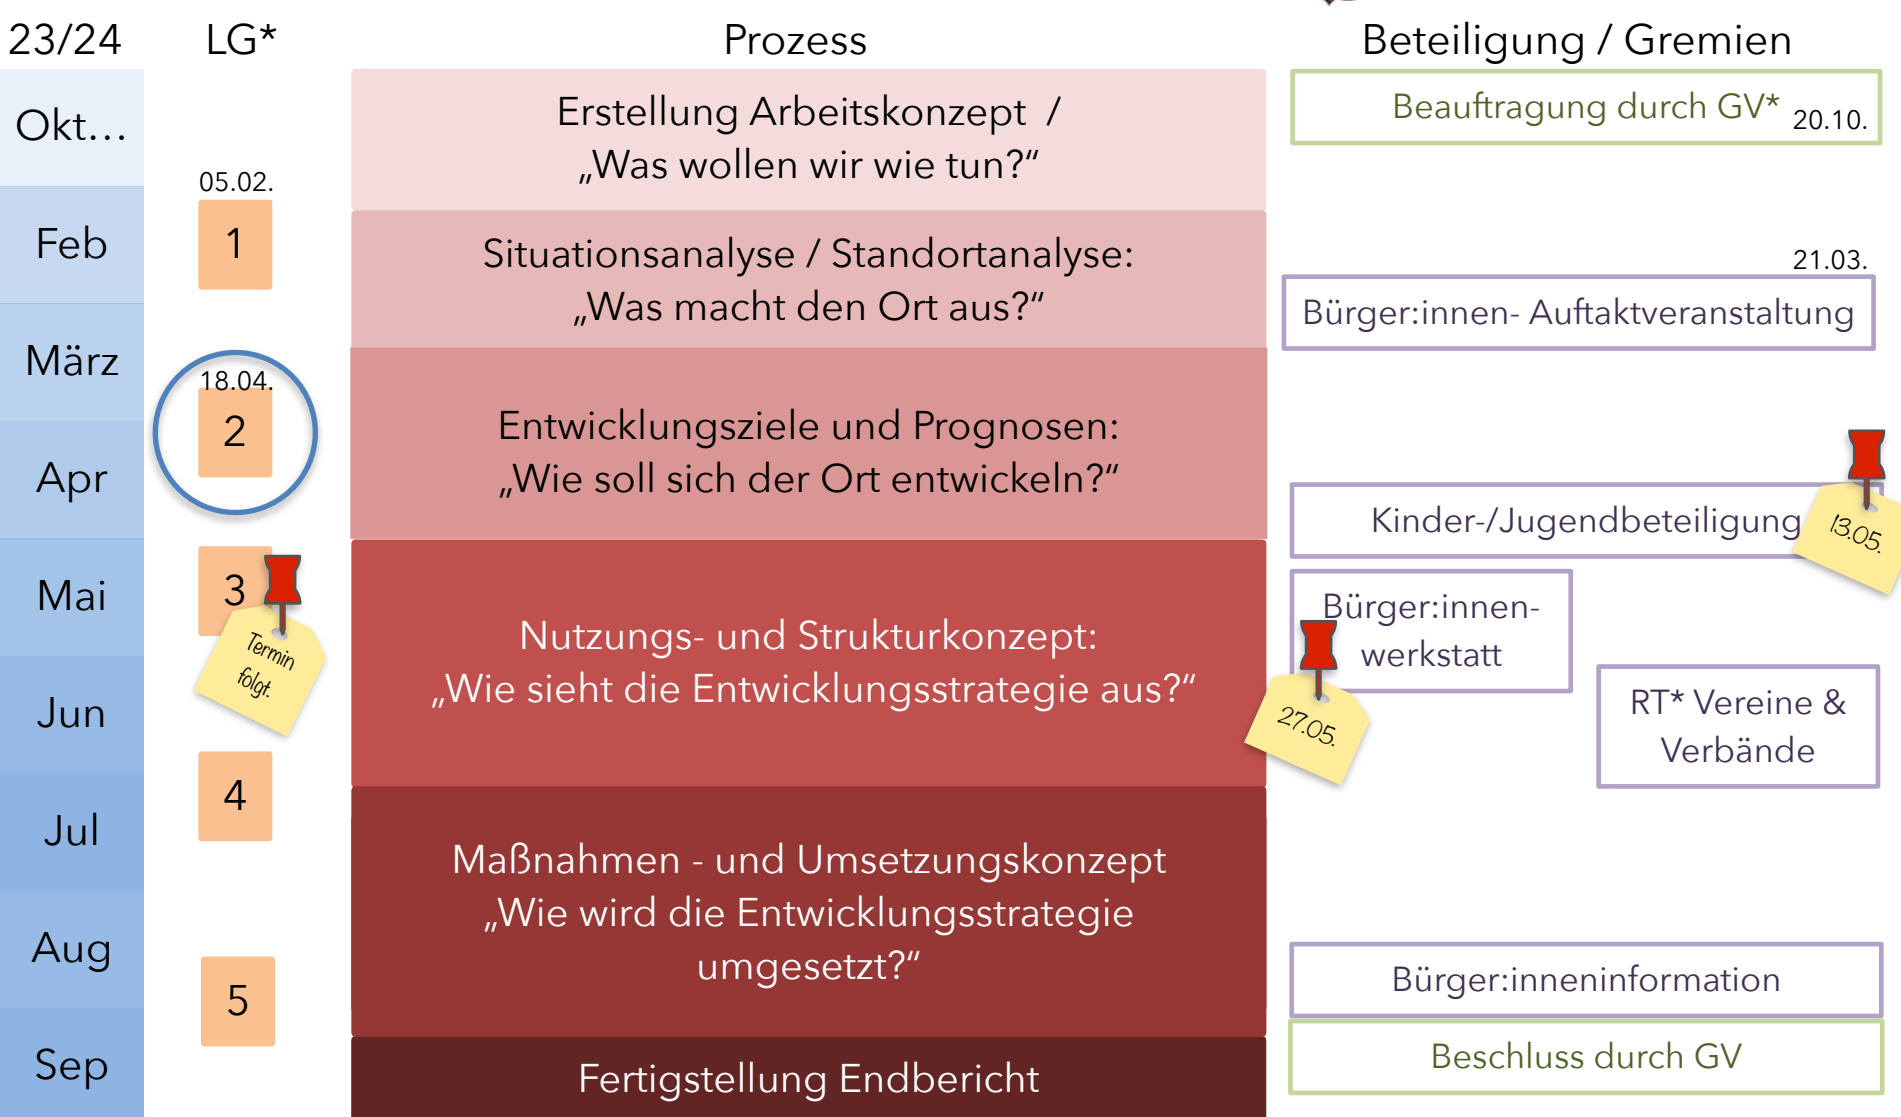 23/24
LG*
Prozess
Beteiligung / Gremien
Okt...
Erstellung Arbeitskonzept /
„Was wollen wir wie tun?“
Beauftragung durch GV*
20.10.
05.02.
Feb
1
Situationsanalyse / Standortanalyse:
„Was macht den Ort aus?“
21.03.
Bürger:innen- Auftaktveranstaltung
März
18.04.
2
Entwicklungsziele und Prognosen:
„Wie soll sich der Ort entwickeln?“
Apr
Kinder-/Jugendbeteiligung
13.05.
Mai
3
Termin
folgt.
Nutzungs- und Strukturkonzept:
„Wie sieht die Entwicklungsstrategie aus?“
Bürger:innen-
werkstatt
27.05.
Jun
RT* Vereine &
Verbände
4
Jul
Maßnahmen - und Umsetzungskonzept
„Wie wird die Entwicklungsstrategie
umgesetzt?“
Aug
5
Bürger:inneninformation
Sep
Fertigstellung Endbericht
Beschluss durch GV